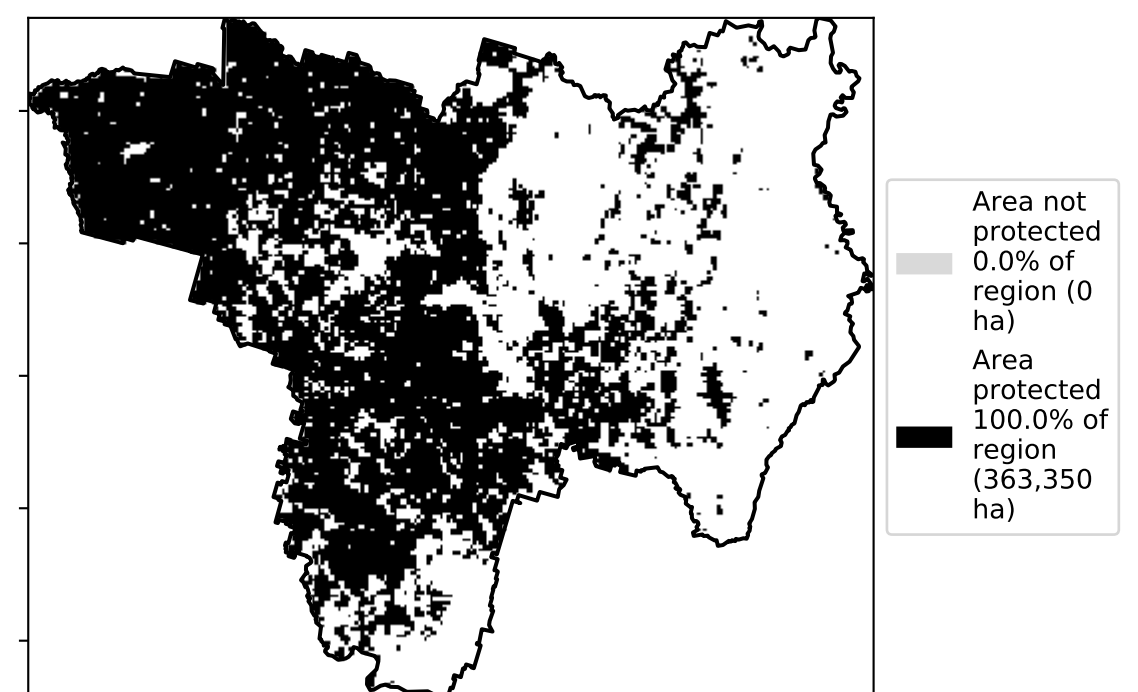 Area not
protected
0.0% of
region (0
ha)
Area
protected
100.0% of
region
(363,350
ha)